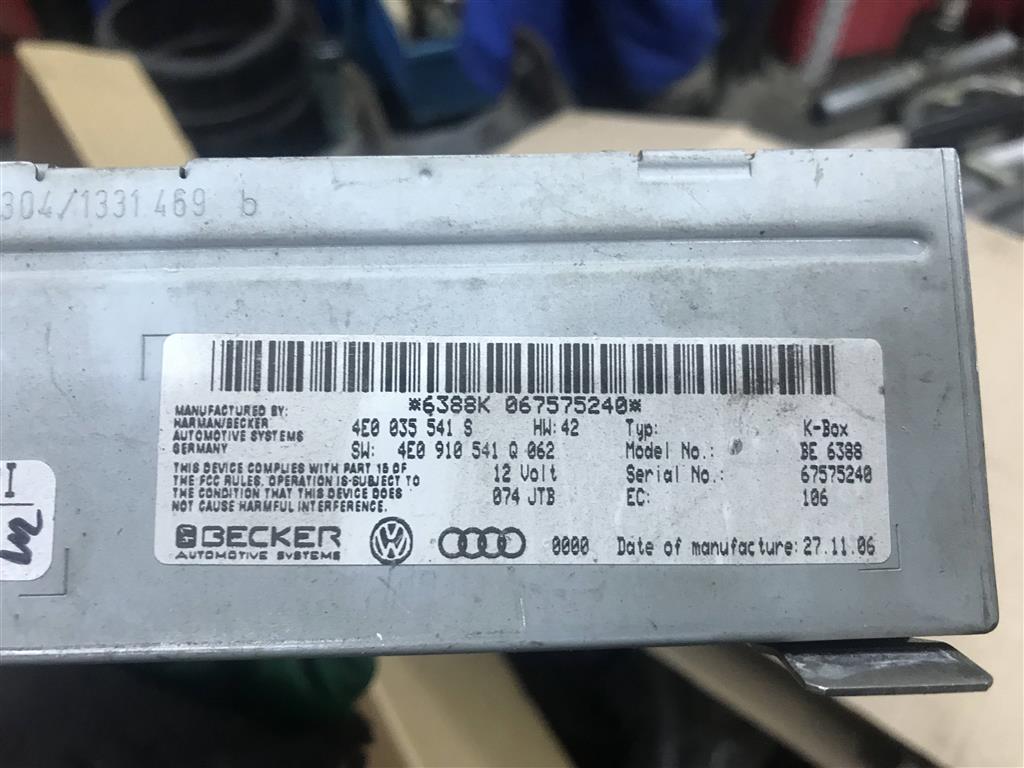 304/1331 469 b
*6388K 067575240*
MANUFACTURED BY:
HARMAN/BECKER
AUTOMOTIVE SYSTEMS
GERMANY
4E0 035 541 S HW:42
SW: 4E0 910 541 Q 062
12 Volt
074 JTB
Typ: K-Box
Model No.: BE 6388
Serial No.: 67575240
EC: 106
THIS DEVICE COMPLIES WITH PART 15 OF
THE FCC RULES. OPERATION IS SUBJECT TO
THE CONDITION THAT THIS DEVICE DOES
NOT CAUSE HARMFUL INTERFERENCE.
BECKER
AUTOMOTIVE SYSTEMS
VW
0000 Date of manufacture: 27.11.06
I